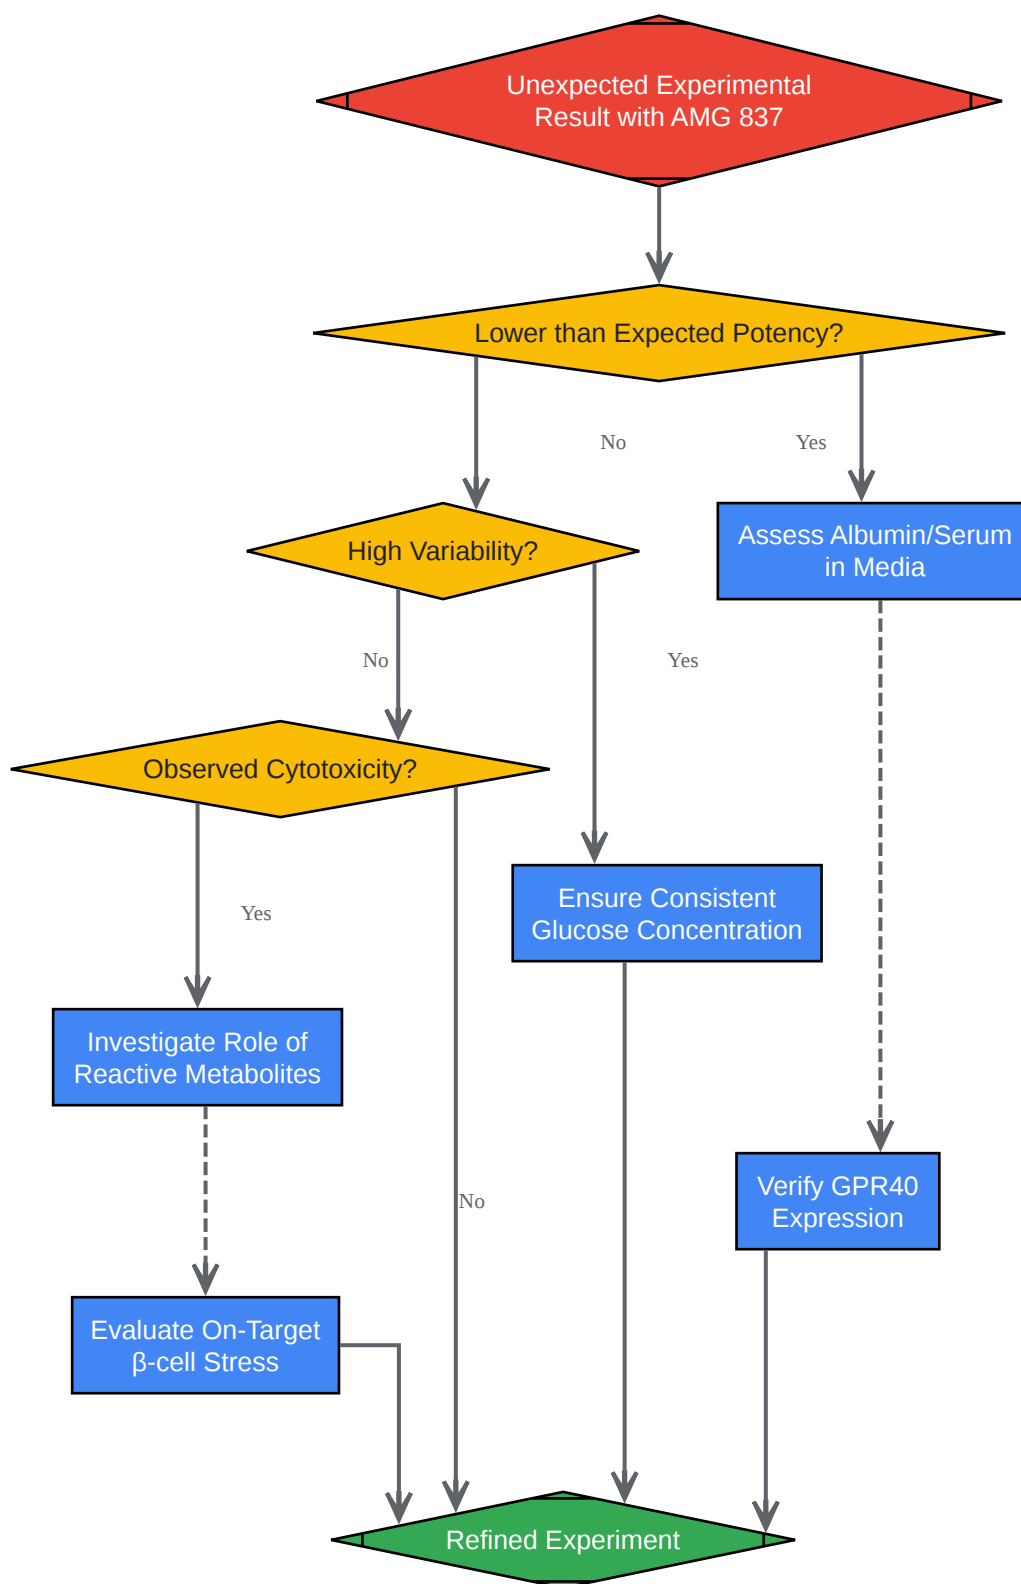 Unexpected Experimental
Result with AMG 837
Lower than Expected Potency?
No
Yes
High Variability?
Assess Albumin/Serum
in Media
No
Yes
Observed Cytotoxicity?
Ensure Consistent
Glucose Concentration
Yes
Investigate Role of
Reactive Metabolites
Verify GPR40
Expression
No
Evaluate On-Target
β-cell Stress
Refined Experiment